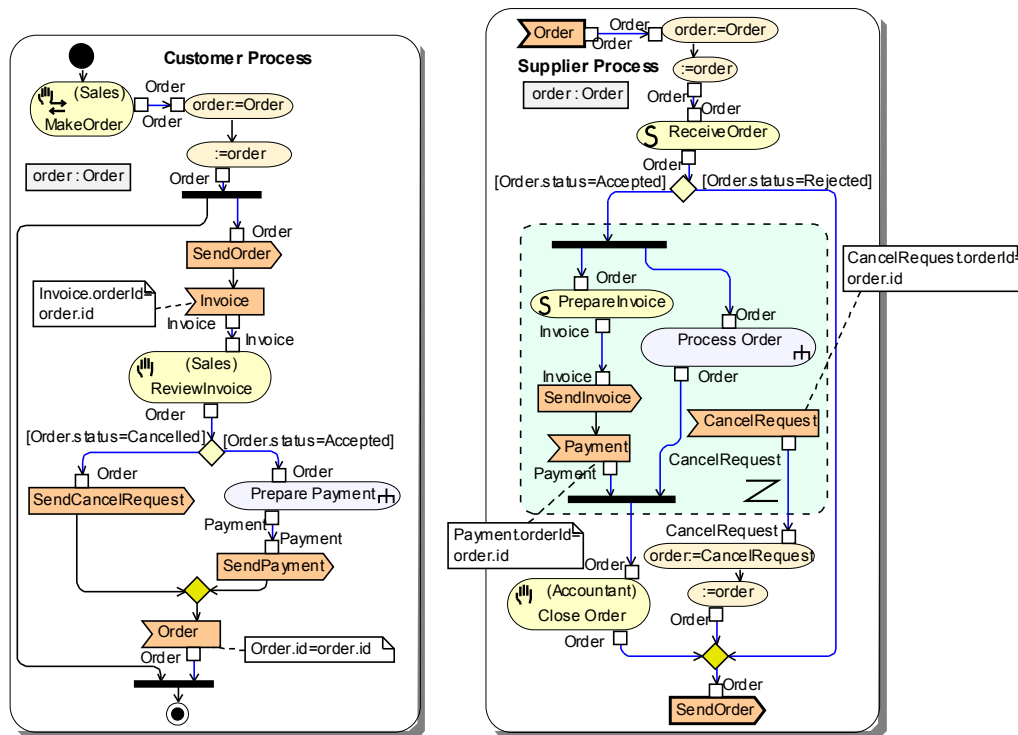 Customer Process
Order
(Sales)
MakeOrder
Order
order:=Order
:=order
order : Order
Order
Order
SendOrder
Invoice.orderId=
order.id
Invoice
Invoice
Invoice
(Sales)
ReviewInvoice
Order
[Order.status=Cancelled]
[Order.status=Accepted]
Order
Order
SendCancelRequest
Prepare Payment
Payment
Payment
SendPayment
Order
Order.id=order.id
Order
Order
Order
Order
order:=Order
Supplier Process
:=order
order : Order
Order
Order
ReceiveOrder
Order
[Order.status=Accepted]
[Order.status=Rejected]
CancelRequest.orderId=
order.id
Order
PrepareInvoice
Order
Invoice
Process Order
Invoice
Order
SendInvoice
CancelRequest
Payment
Payment
CancelRequest
Payment.orderId=
order.id
CancelRequest
order:=CancelRequest
Order
(Accountant)
Close Order
:=order
Order
Order
Order
SendOrder